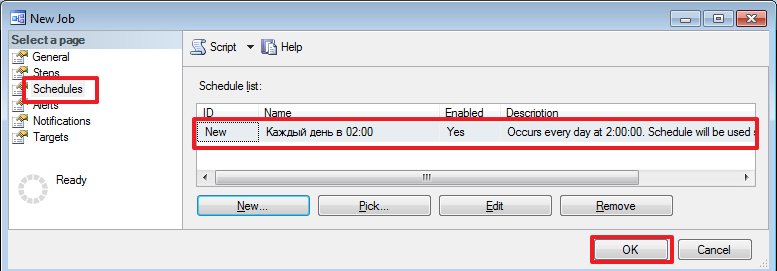 New Job
Select a page
General
Steps
Schedules
Alerts
Notifications
Targets
Ready
Script Help
Schedule list:
ID Name Enabled Description
New Каждый день в 02:00 Yes Occurs every day at 2:00:00. Schedule will be used s
New... Pick... Edit Remove
OK Cancel